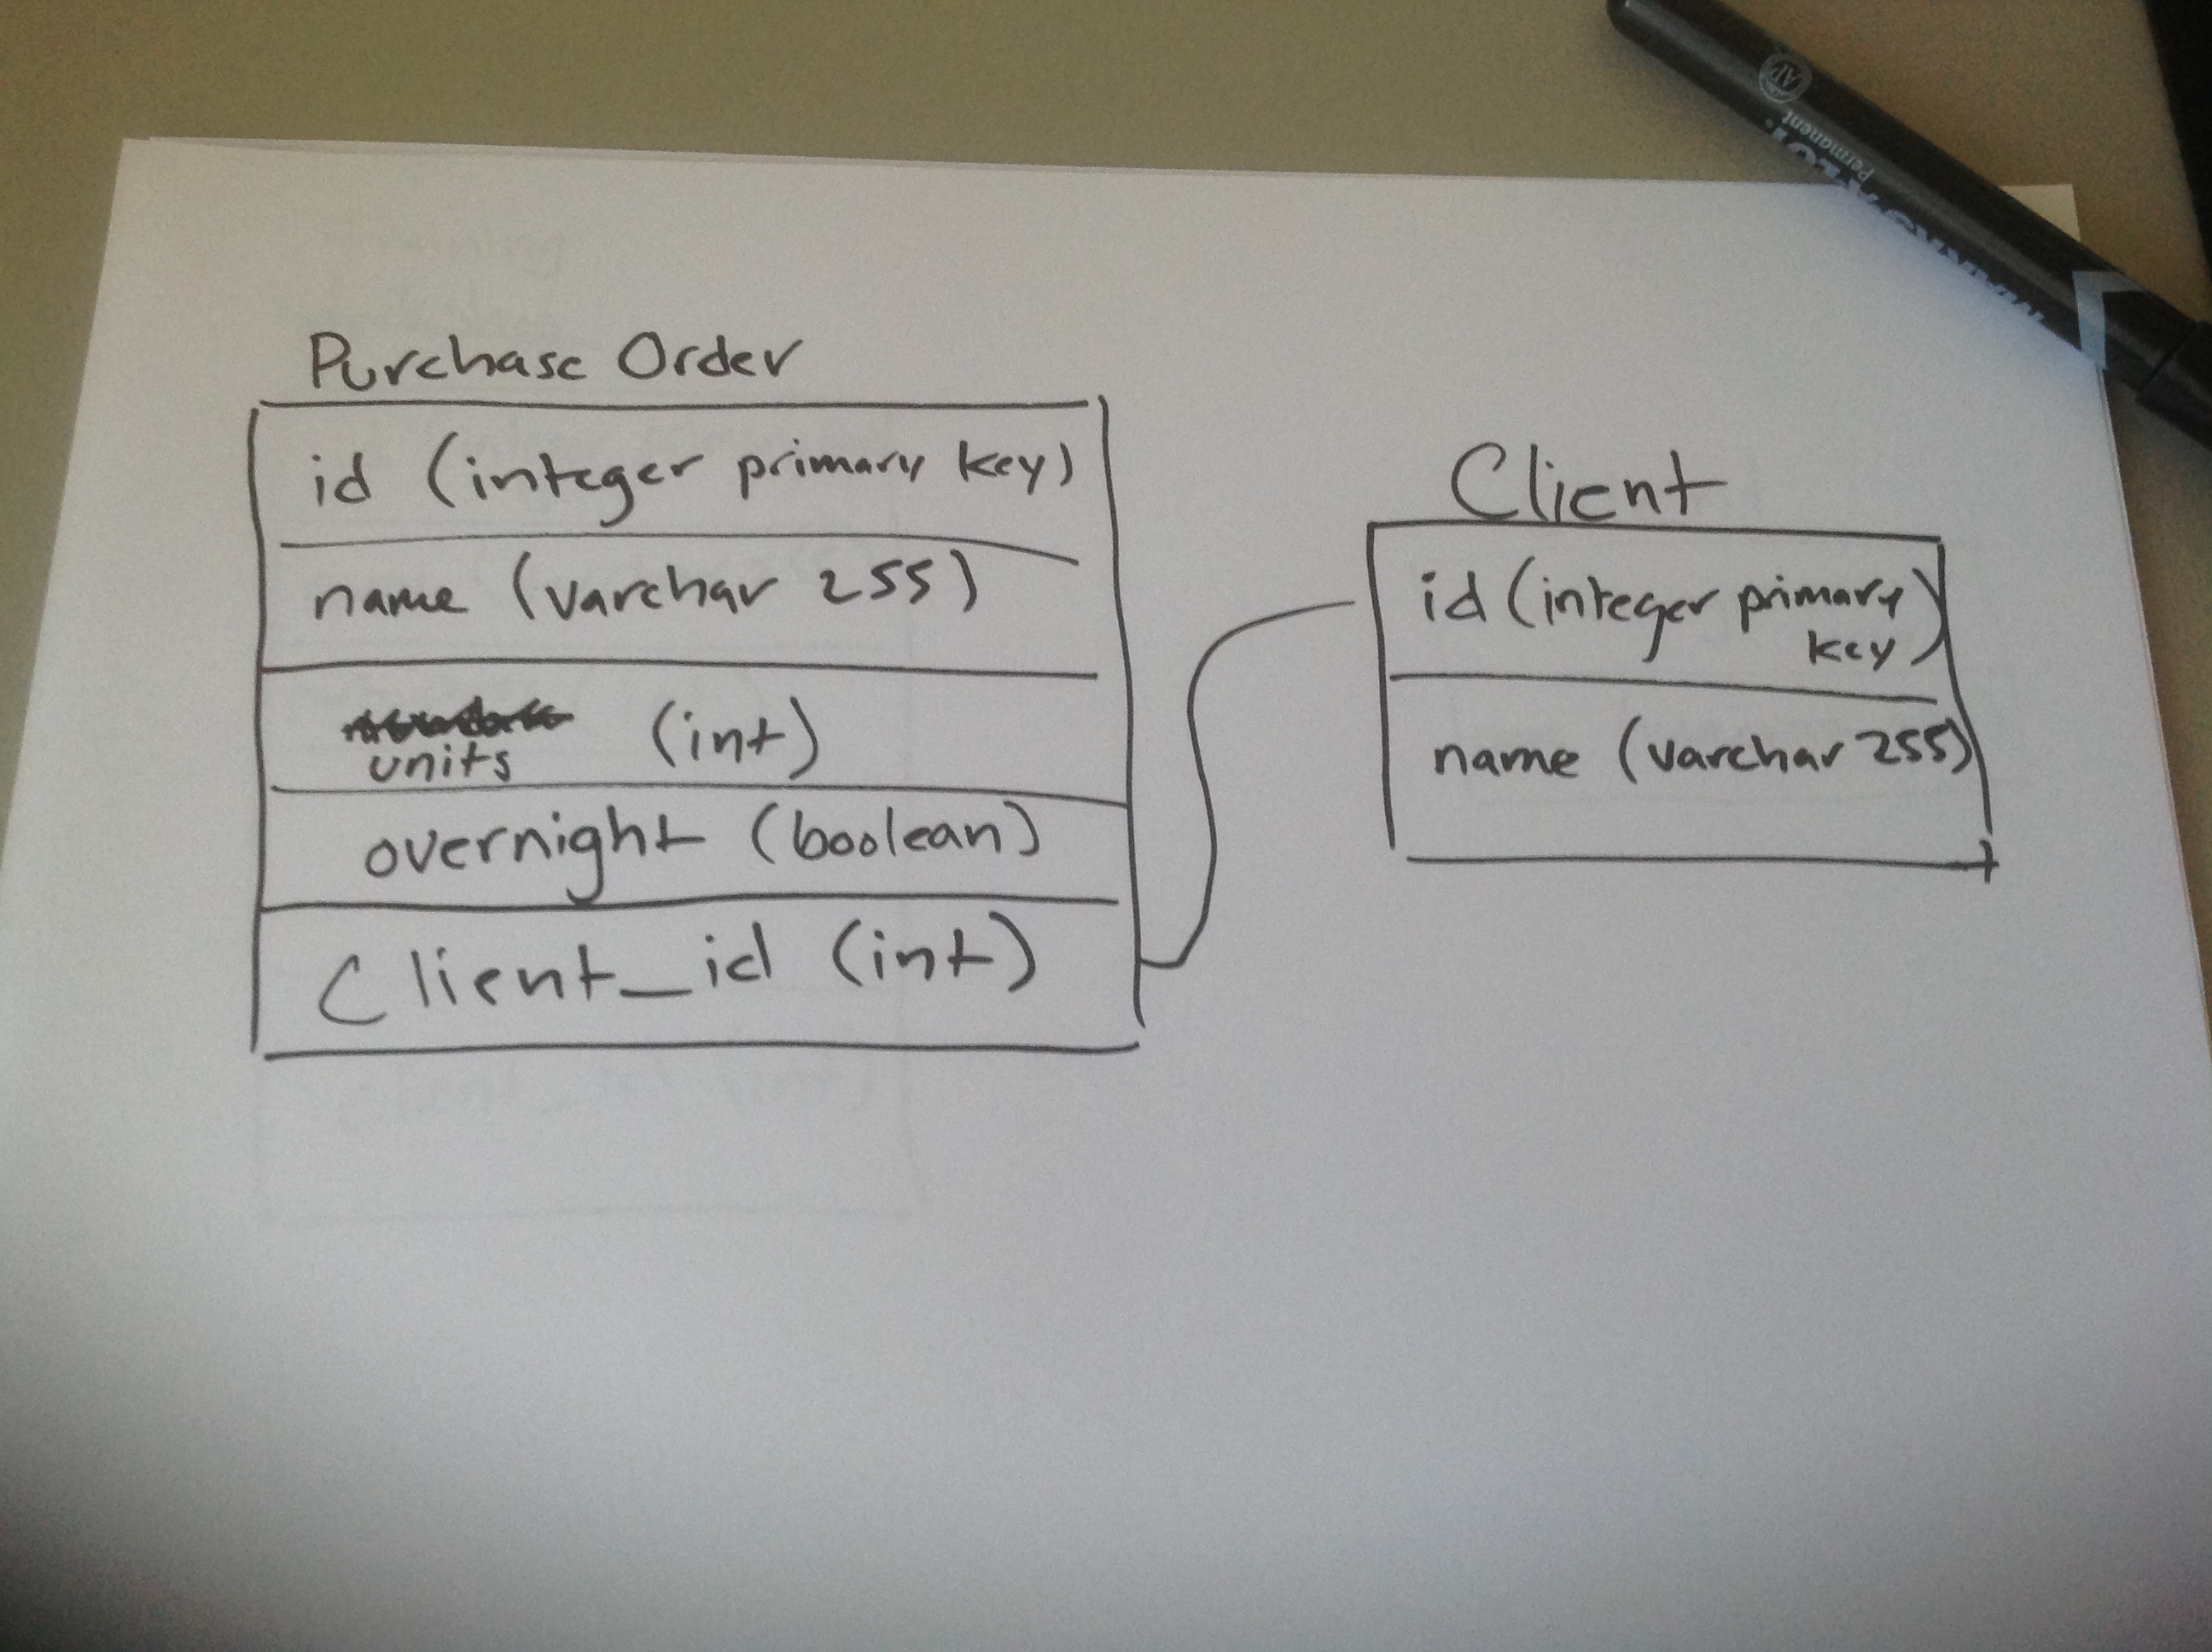 Purchase Order
id (integer primary key)
name (varchar 255)
units (int)
overnight (boolean)
Client_id (int)
Client
id (integer primary
key)
name (varchar 255)
AP
Permanent